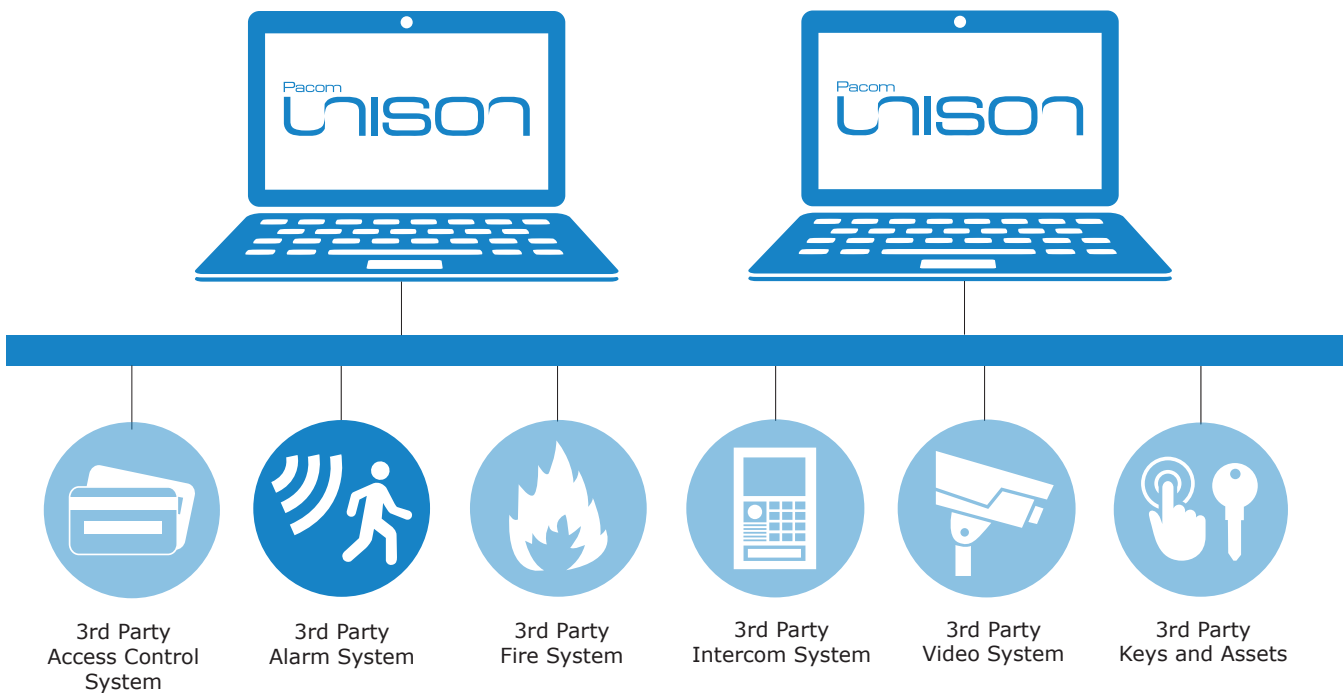 Pacom
UNISON
Pacom
UNISON
3rd Party
Access Control
System
3rd Party
Alarm System
3rd Party
Fire System
3rd Party
Intercom System
3rd Party
Video System
3rd Party
Keys and Assets